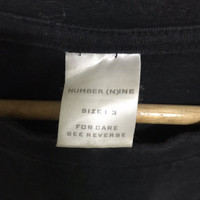 NUMBER (N)INE
SIZE : 3
FOR CARE
SEE REVERSE